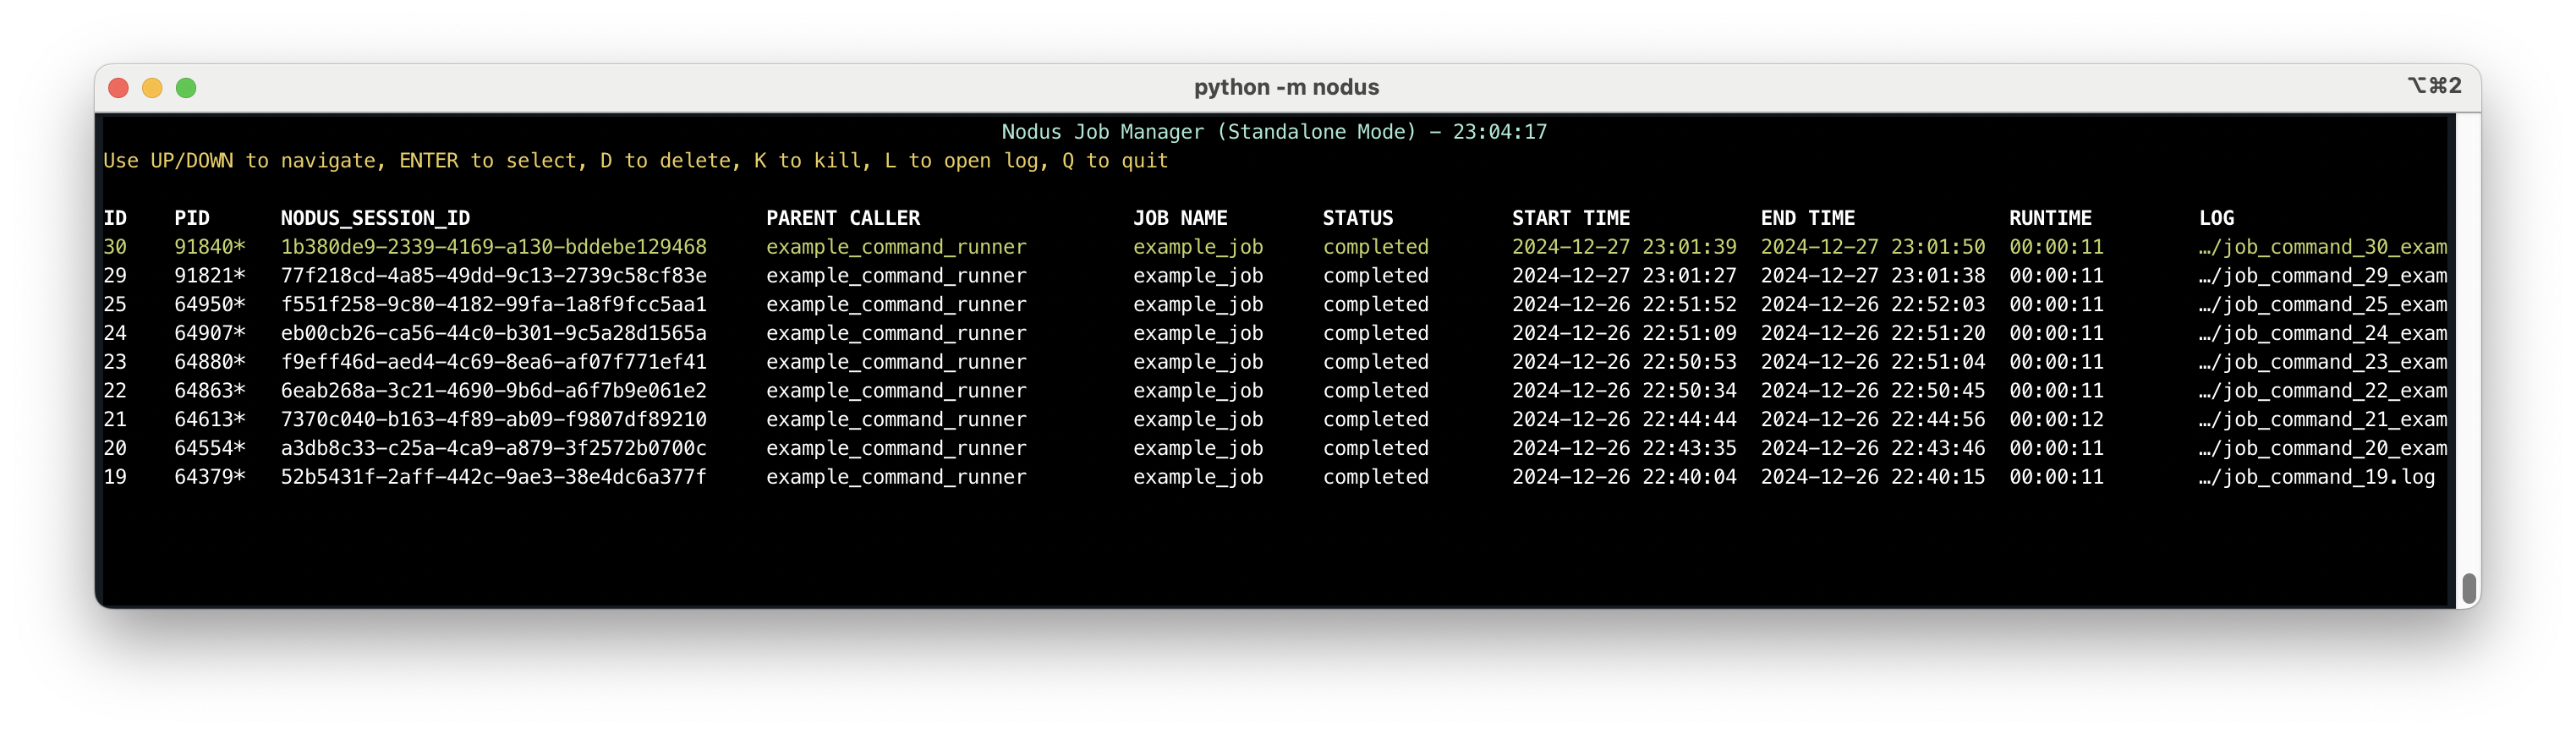 python -m nodus ⌥⌘2
Nodus Job Manager (Standalone Mode) - 23:04:17
Use UP/DOWN to navigate, ENTER to select, D to delete, K to kill, L to open log, Q to quit
ID PID NODUS_SESSION_ID PARENT CALLER JOB NAME STATUS START TIME END TIME RUNTIME LOG
30 91840* 1b380de9-2339-4169-a130-bddebe129468 example_command_runner example_job completed 2024-12-27 23:01:39 2024-12-27 23:01:50 00:00:11 …/job_command_30_exam
29 91821* 77f218cd-4a85-49dd-9c13-2739c58cf83e example_command_runner example_job completed 2024-12-27 23:01:27 2024-12-27 23:01:38 00:00:11 …/job_command_29_exam
25 64950* f551f258-9c80-4182-99fa-1a8f9fcc5aa1 example_command_runner example_job completed 2024-12-26 22:51:52 2024-12-26 22:52:03 00:00:11 …/job_command_25_exam
24 64907* eb00cb26-ca56-44c0-b301-9c5a28d1565a example_command_runner example_job completed 2024-12-26 22:51:09 2024-12-26 22:51:20 00:00:11 …/job_command_24_exam
23 64880* f9eff46d-aed4-4c69-8ea6-af07f771ef41 example_command_runner example_job completed 2024-12-26 22:50:53 2024-12-26 22:51:04 00:00:11 …/job_command_23_exam
22 64863* 6eab268a-3c21-4690-9b6d-a6f7b9e061e2 example_command_runner example_job completed 2024-12-26 22:50:34 2024-12-26 22:50:45 00:00:11 …/job_command_22_exam
21 64613* 7370c040-b163-4f89-ab09-f9807df89210 example_command_runner example_job completed 2024-12-26 22:44:44 2024-12-26 22:44:56 00:00:12 …/job_command_21_exam
20 64554* a3db8c33-c25a-4ca9-a879-3f2572b0700c example_command_runner example_job completed 2024-12-26 22:43:35 2024-12-26 22:43:46 00:00:11 …/job_command_20_exam
19 64379* 52b5431f-2aff-442c-9ae3-38e4dc6a377f example_command_runner example_job completed 2024-12-26 22:40:04 2024-12-26 22:40:15 00:00:11 …/job_command_19.log